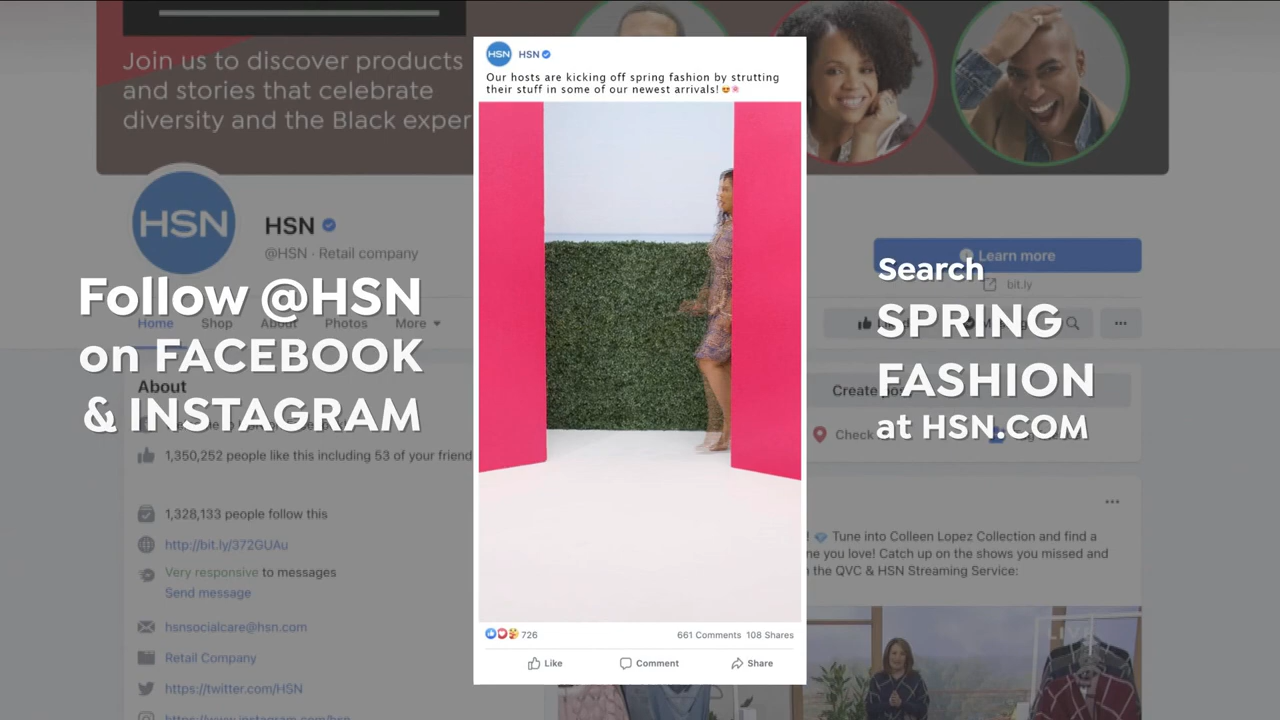 Join us to discover products
and stories that celebrate
diversity and the Black exper
HSN
HSN
@HSN · Retail company
Home Shop About Photos More
Follow @HSN
on FACEBOOK
& INSTAGRAM
About
1,350,252 people like this including 53 of your friend
1,328,133 people follow this
http://bit.ly/372GUAu
Very responsive to messages
Send message
hsnsocialcare@hsn.com
Retail Company
https://twitter.com/HSN
HSN HSN
Our hosts are kicking off spring fashion by strutting
their stuff in some of our newest arrivals! 😍🌸
726
661 Comments 108 Shares
Like Comment Share
Learn more
bit.ly
Search
SPRING
FASHION
at HSN.COM
Create
Check
💎 Tune into Colleen Lopez Collection and find a
ne you love! Catch up on the shows you missed and
the QVC & HSN Streaming Service:
LIVE